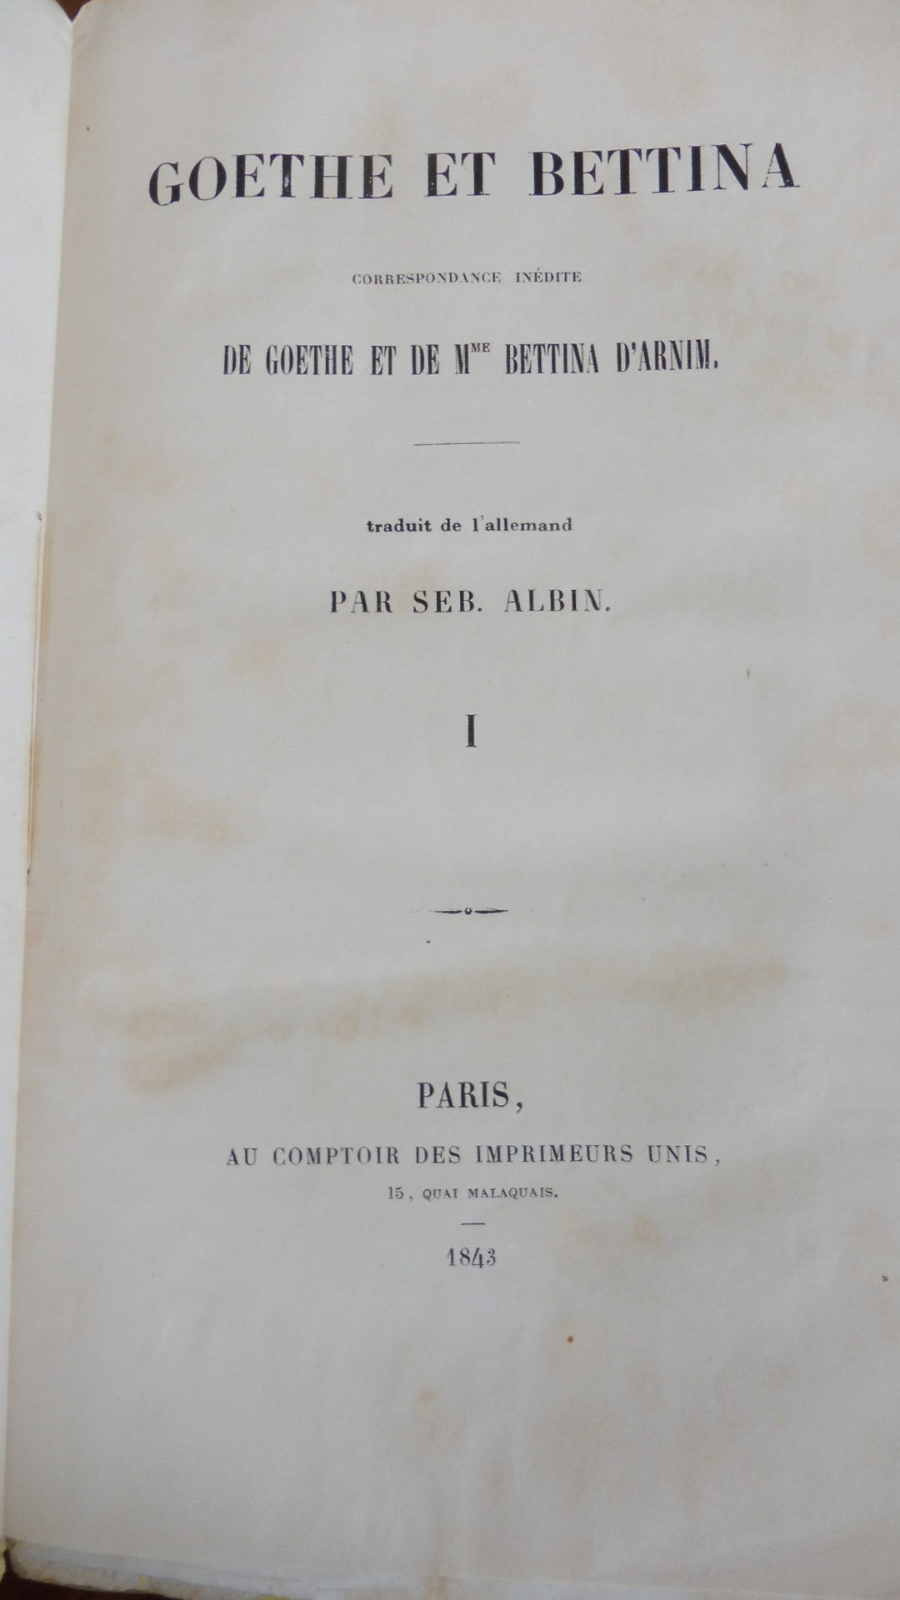 GOETHE ET BETTINA
CORRESPONDANCE INÉDITE
DE GOETHE ET DE MME BETTINA D'ARNIM.
traduit de l'allemand
PAR SEB. ALBIN.
I
PARIS,
AU COMPTOIR DES IMPRIMEURS UNIS,
15, QUAI MALAQUAIS.
1843